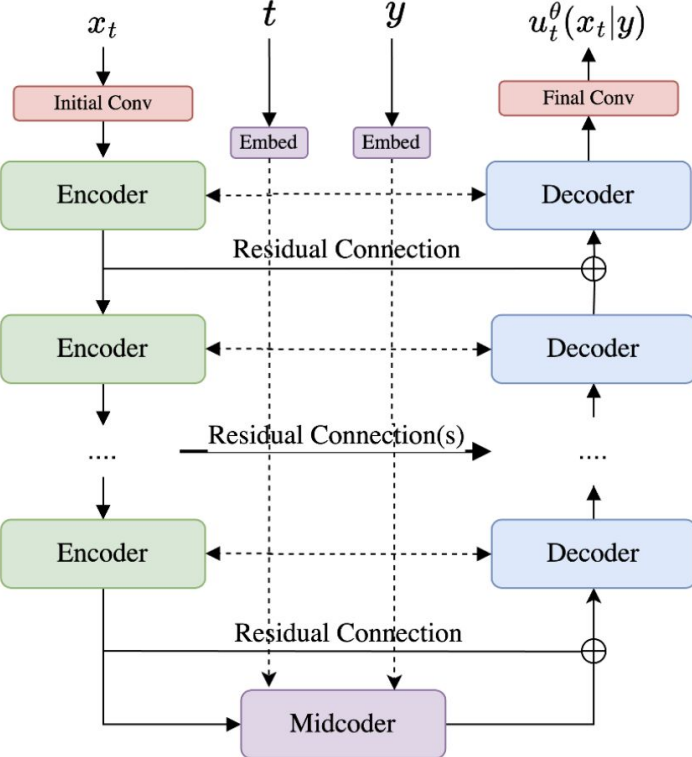 x_t t y u_t^θ(x_t|y)
Initial Conv Final Conv
Embed Embed
Encoder Decoder
Residual Connection
Encoder Decoder
Residual Connection(s)
.... ....
Encoder Decoder
Residual Connection
Midcoder